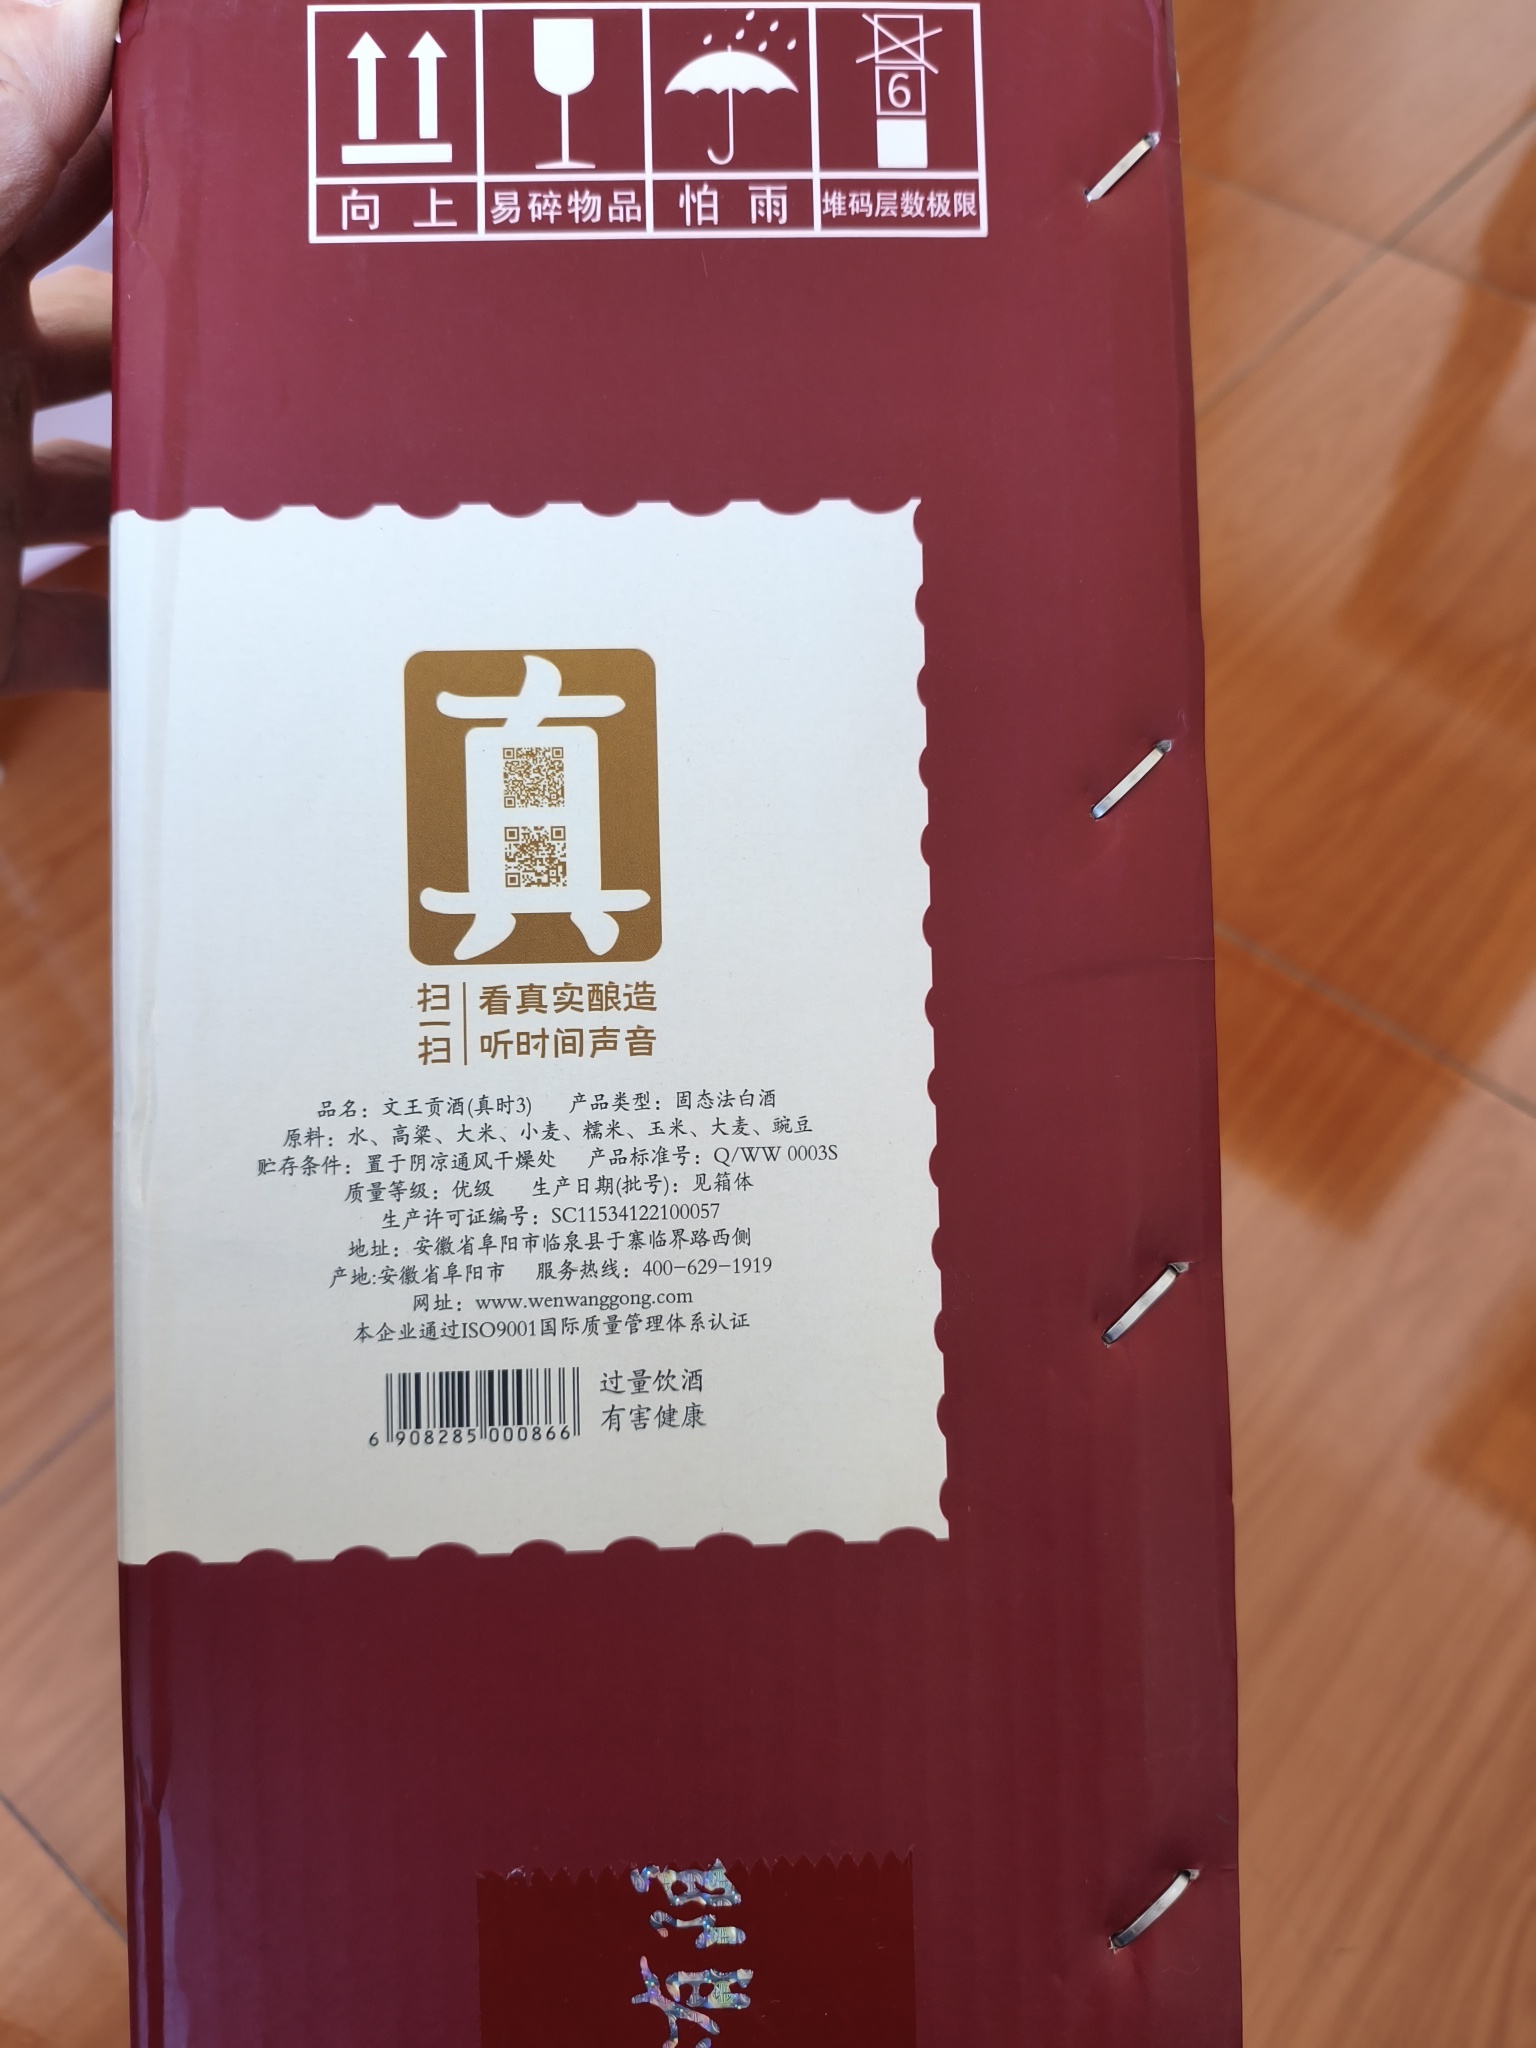 6
向上 易碎物品 怕雨 堆码层数极限
真
扫一扫
看真实酿造
听时间声音
品名：文王贡酒(真时3) 产品类型：固态法白酒
原料：水、高粱、大米、小麦、糯米、玉米、大麦、豌豆
贮存条件：置于阴凉通风干燥处 产品标准号：Q/WW 0003S
质量等级：优级 生产日期(批号)：见箱体
生产许可证编号：SC11534122100057
地址：安徽省阜阳市临泉县于寨临界路西侧
产地:安徽省阜阳市 服务热线：400-629-1919
网址：www.wenwanggong.com
本企业通过ISO9001国际质量管理体系认证
过量饮酒
有害健康
6 908285 000866